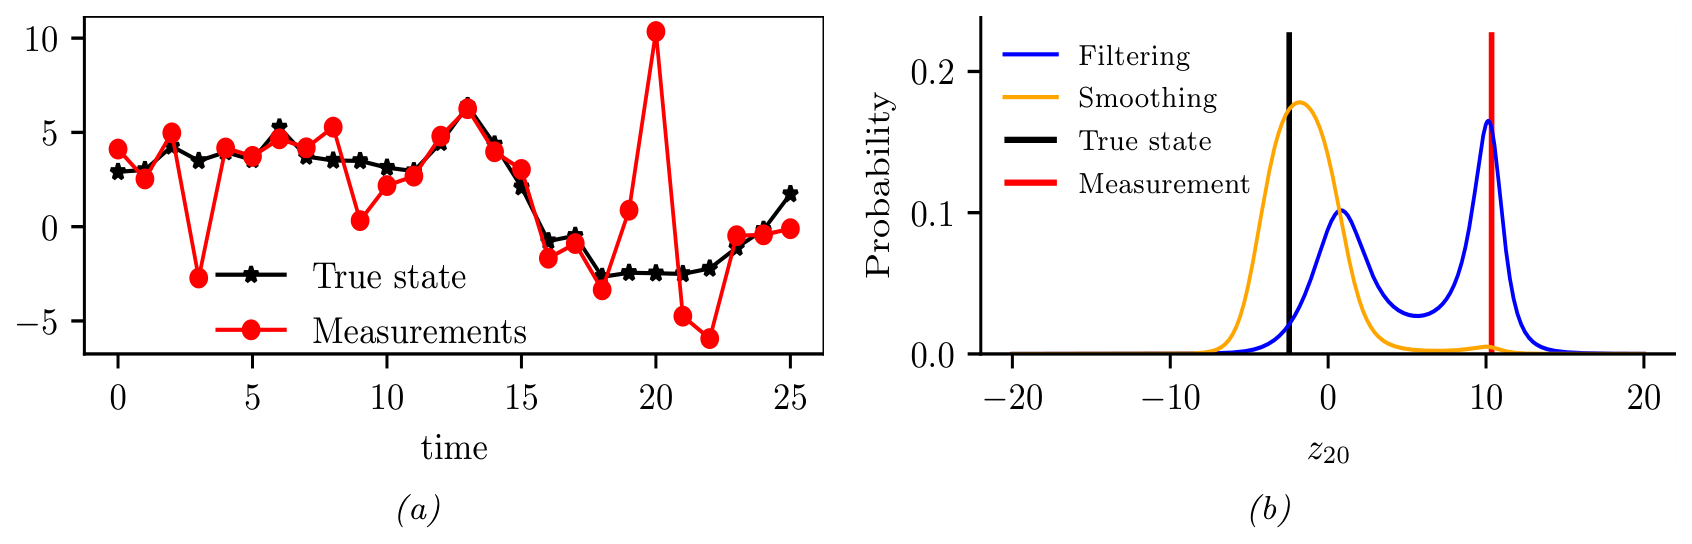 10
5
0
−5
True state
Measurements
0 5 10 15 20 25
time
(a)
Probability
0.2
0.1
0.0
Filtering
Smoothing
True state
Measurement
−20 −10 0 10 20
z20
(b)